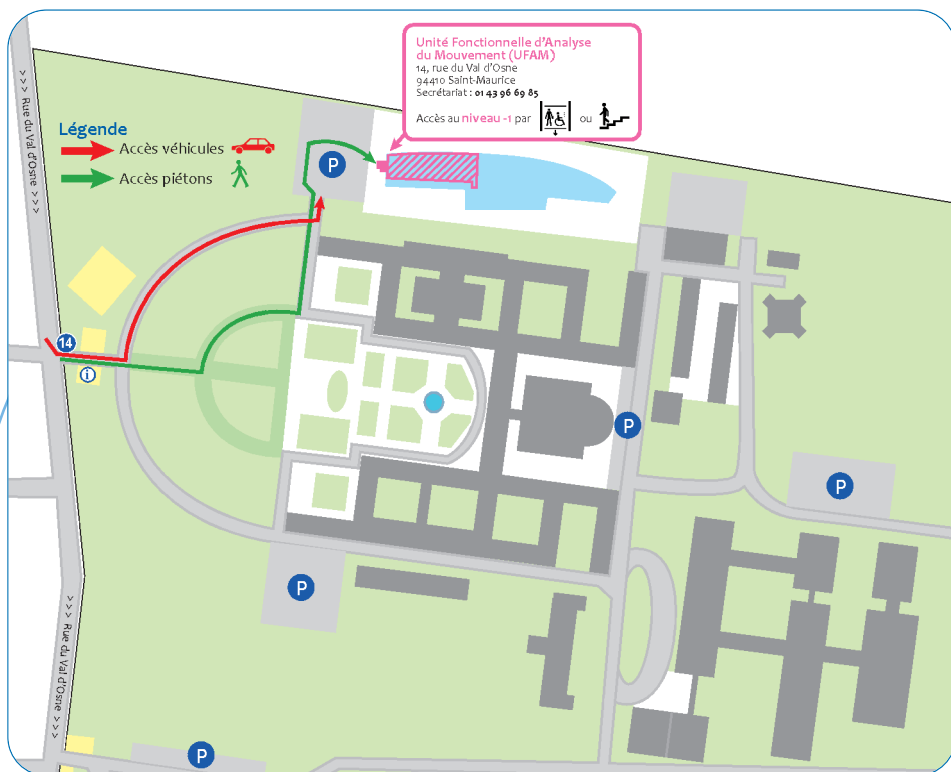 Unité Fonctionnelle d'Analyse
du Mouvement (UFAM)
14, rue du Val d'Osne
94410 Saint-Maurice
Secrétariat : 01 43 96 69 85
Accès au niveau -1 par ou
Légende
Accès véhicules
Accès piétons
>>> Rue du Val d'Osne >>>
P
14
i
P
P
P
>>> Rue du Val d'Osne >>>
P